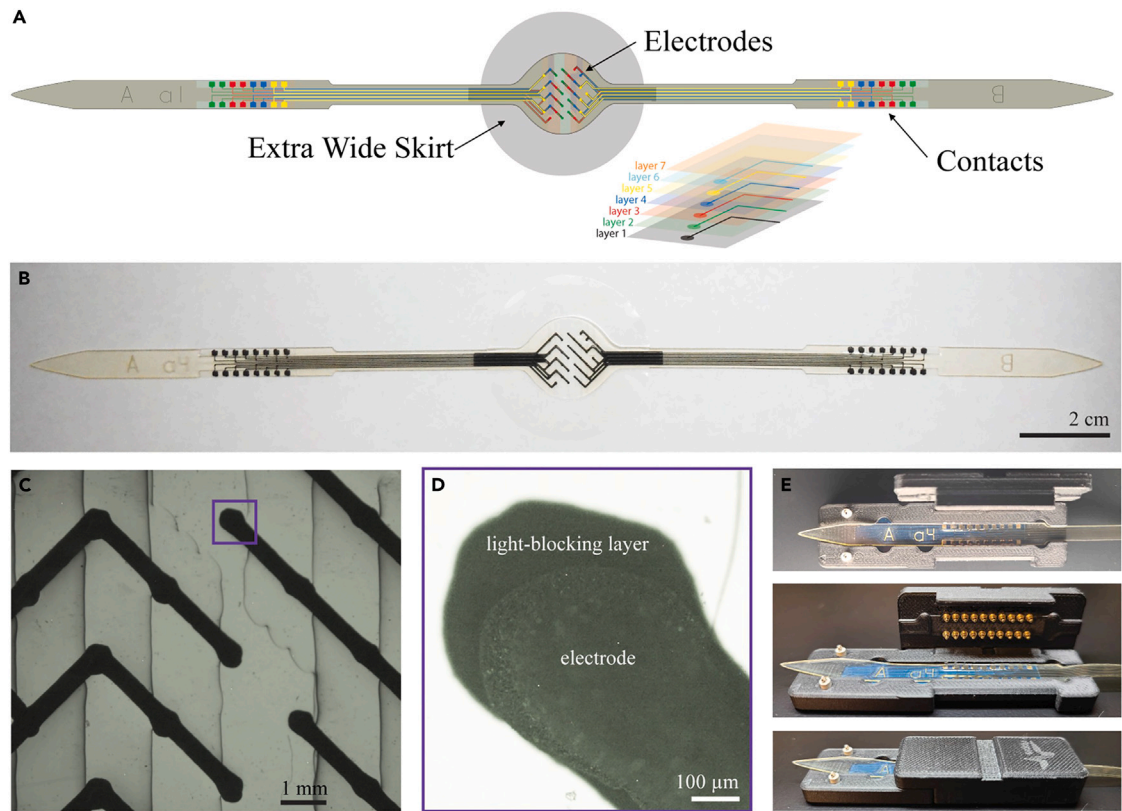 A
Electrodes
A a1
B
Extra Wide Skirt
Contacts
layer 7
layer 6
layer 5
layer 4
layer 3
layer 2
layer 1
B
A a4
B
2 cm
C
1 mm
D
light-blocking layer
electrode
100 µm
E
A a4
A a4
A